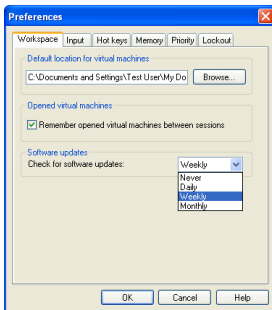 Preferences
Workspace Input Hot keys Memory Priority Lockout
Default location for virtual machines
C:\Documents and Settings\Test User\My Do Browse...
Opened virtual machines
Remember opened virtual machines between sessions
Software updates
Check for software updates: Weekly
Never
Daily
Weekly
Monthly
OK Cancel Help